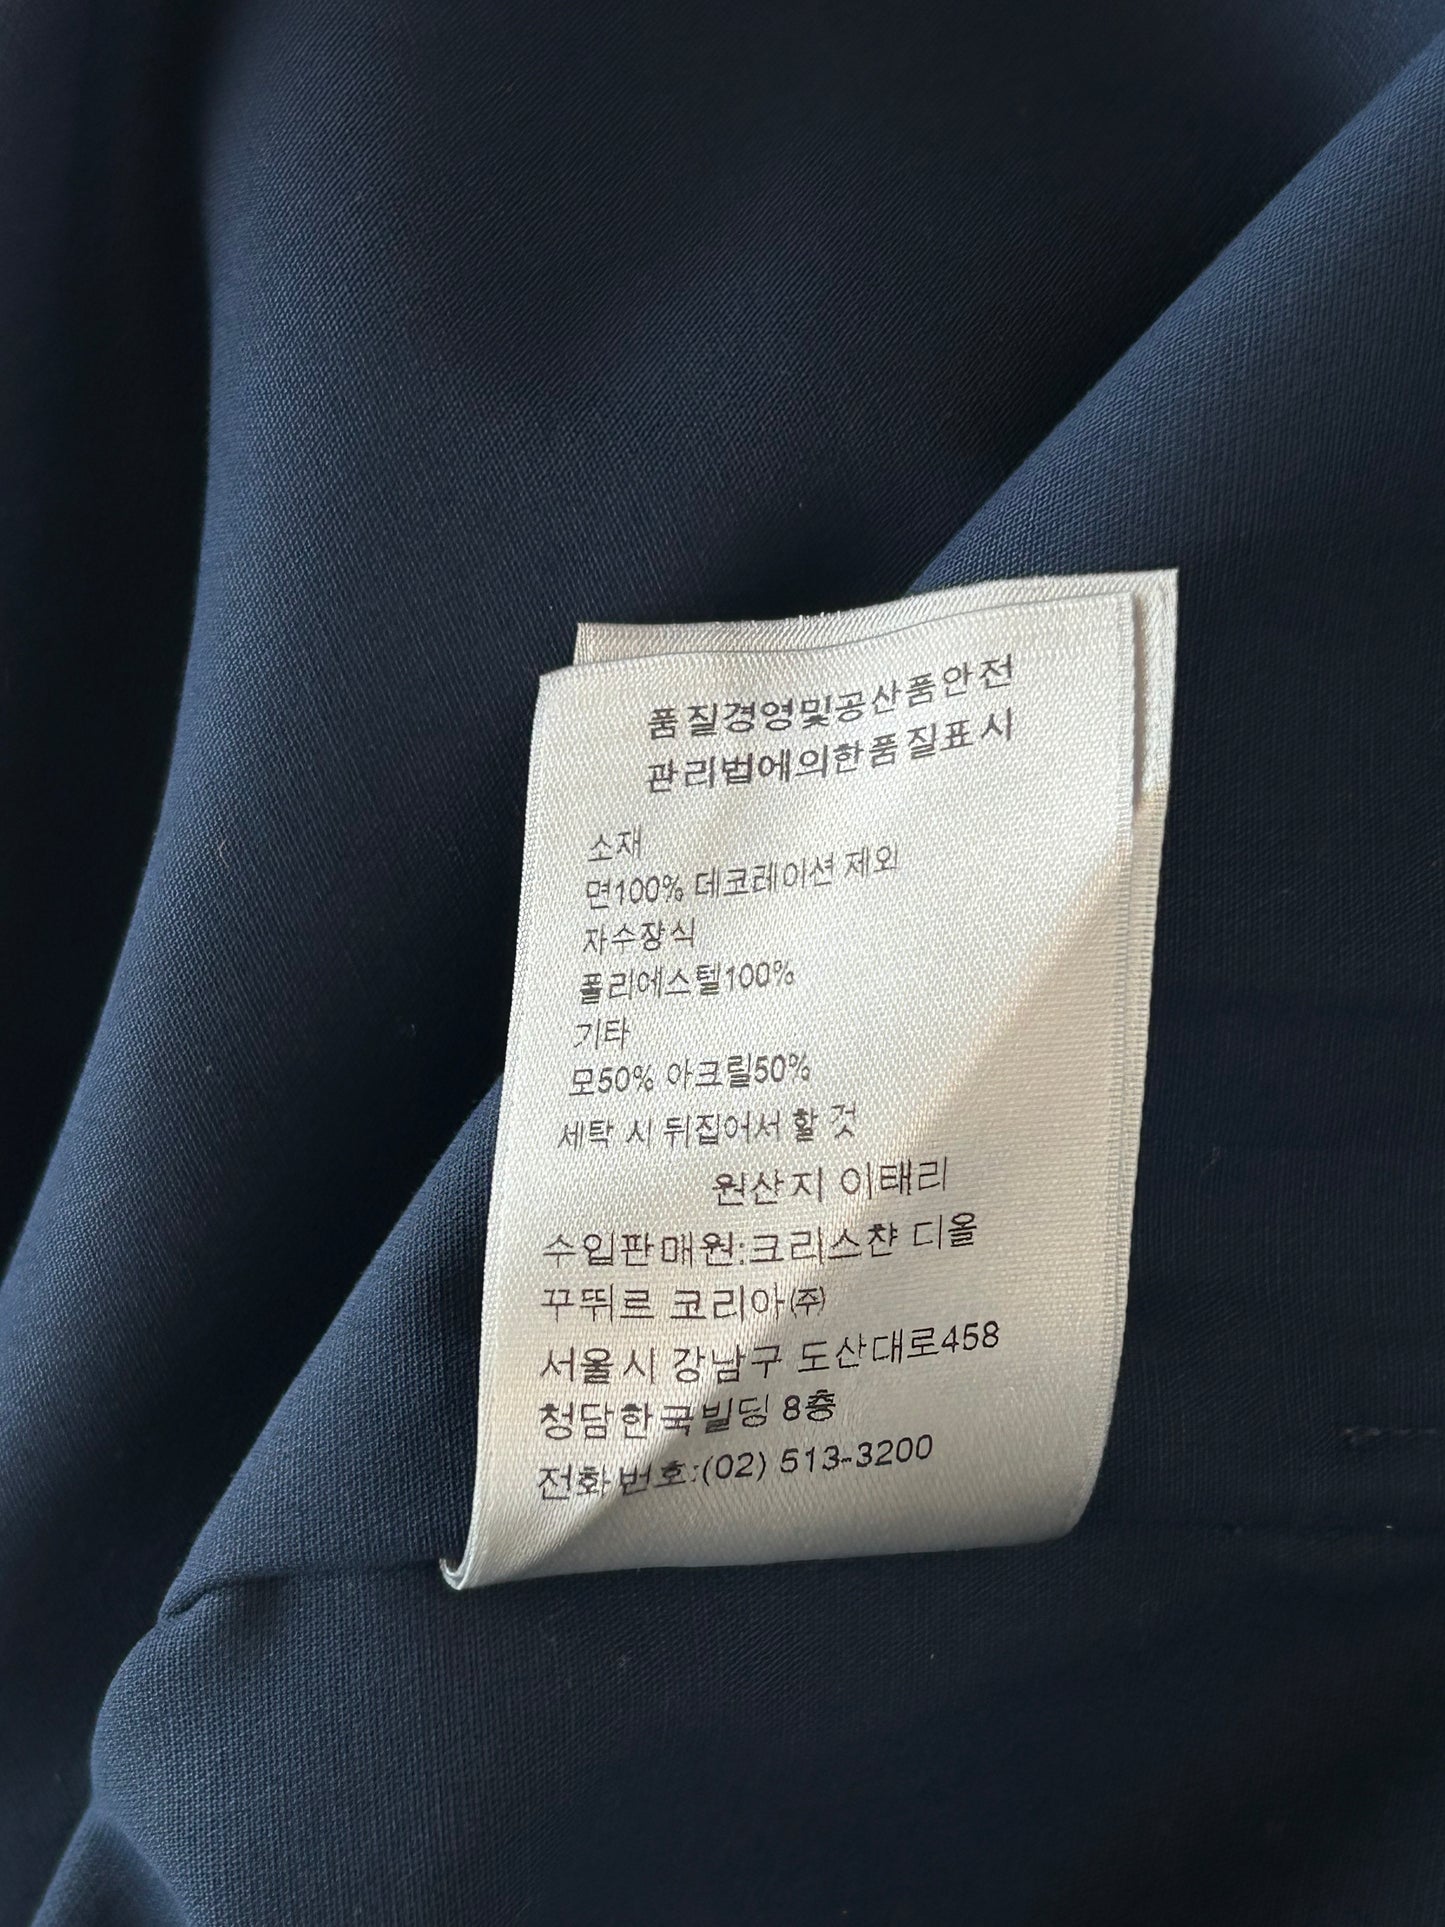 품질경영및공산품안전
관리법에의한품질표시
소재
면100% 데코레이션 제외
자수장식
폴리에스텔100%
기타
모50% 아크릴50%
세탁 시 뒤집어서 할 것
원산지 이태리
수입판매원:크리스챤 디올
꾸뛰르 코리아㈜
서울시 강남구 도산대로458
청담한국빌딩 8층
전화번호:(02) 513-3200